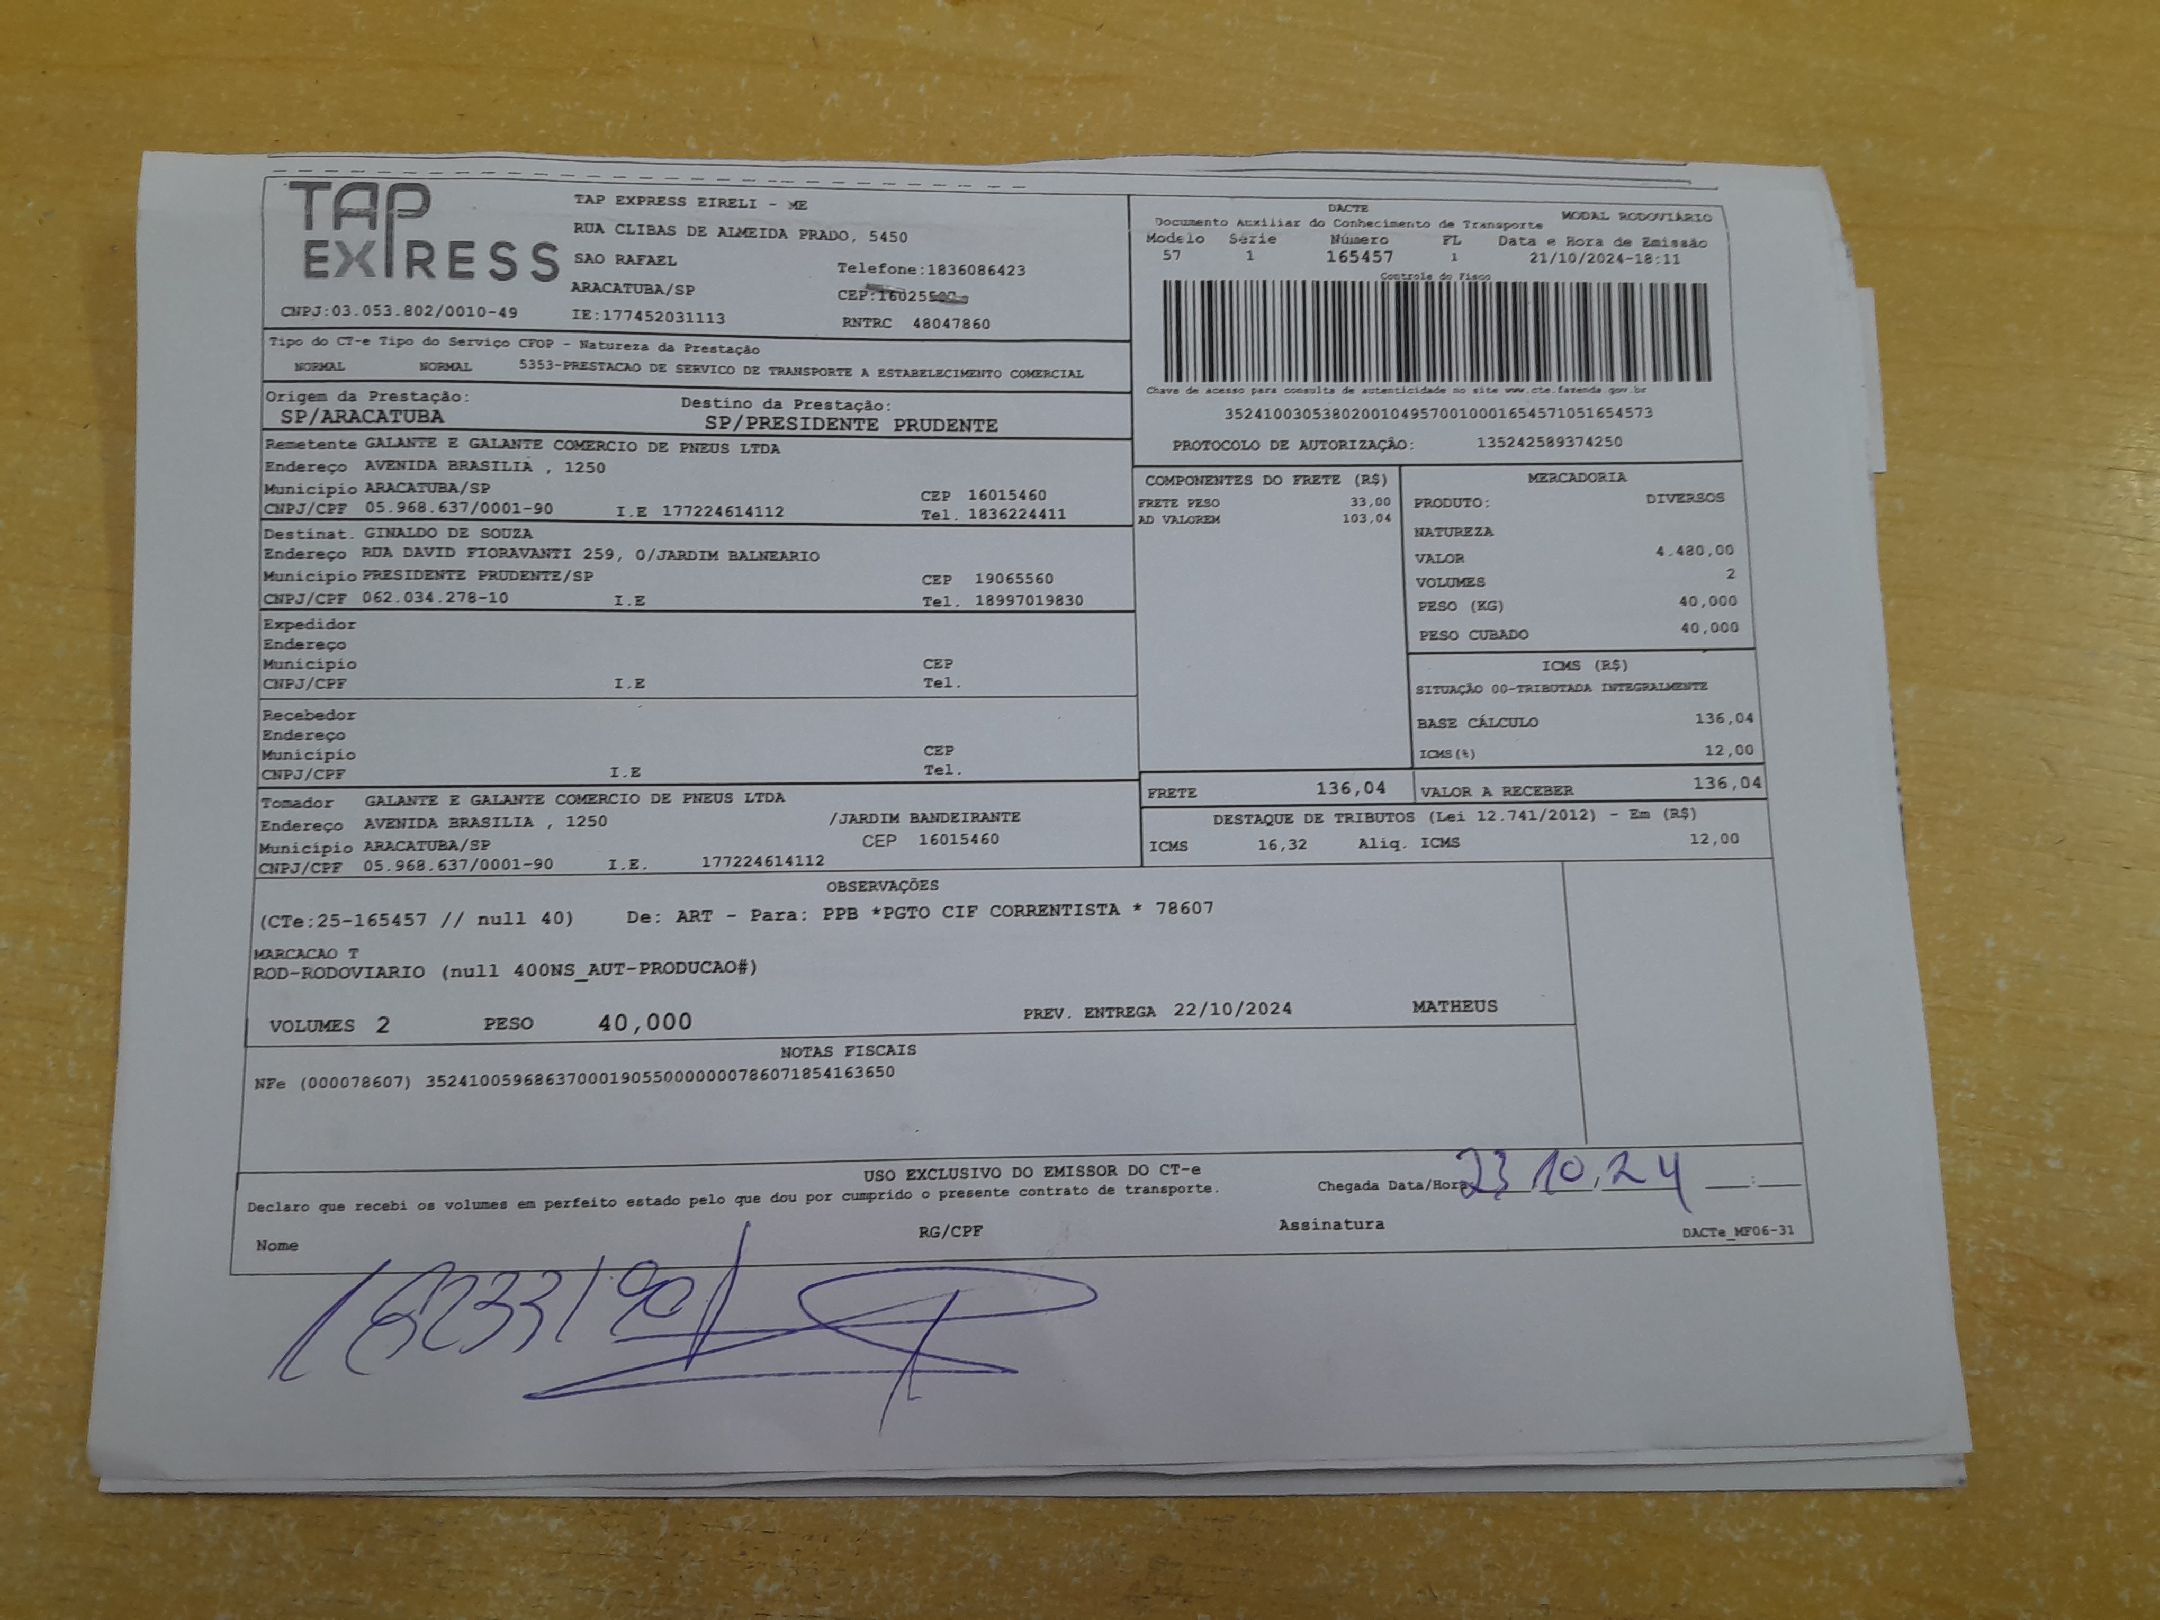 TAP
EXPRESS
CNPJ:03.053.802/0010-49
TAP EXPRESS EIRELI - ME
RUA CLIBAS DE ALMEIDA PRADO, 5450
SAO RAFAEL
Telefone:1836086423
ARACATUBA/SP
CEP:16025
IE:177452031113
RNTRC 48047860
DACTE
Documento Auxiliar do Conhecimento de Transporte
MODAL RODOVIÁRIO
Modelo Série Número FL Data e Hora de Emissão
57 1 165457 1 21/10/2024-18:11
Controle do Fisco
Chave de acesso para consulta de autenticidade no site www.cte.fazenda.gov.br
35241003053802001049570010001654571051654573
PROTOCOLO DE AUTORIZAÇÃO: 135242589374250
Tipo do CT-e Tipo do Serviço CFOP - Natureza da Prestação
NORMAL NORMAL 5353-PRESTACAO DE SERVICO DE TRANSPORTE A ESTABELECIMENTO COMERCIAL
Origem da Prestação: Destino da Prestação:
SP/ARACATUBA SP/PRESIDENTE PRUDENTE
Remetente GALANTE E GALANTE COMERCIO DE PNEUS LTDA
Endereço AVENIDA BRASILIA , 1250
Município ARACATUBA/SP CEP 16015460
CNPJ/CPF 05.968.637/0001-90 I.E 177224614112 Tel. 1836224411
Destinat. GINALDO DE SOUZA
Endereço RUA DAVID FIORAVANTI 259, 0/JARDIM BALNEARIO
Município PRESIDENTE PRUDENTE/SP CEP 19065560
CNPJ/CPF 062.034.278-10 I.E Tel. 18997019830
Expedidor
Endereço
Município CEP
CNPJ/CPF I.E Tel.
Recebedor
Endereço
Município CEP
CNPJ/CPF I.E Tel.
Tomador GALANTE E GALANTE COMERCIO DE PNEUS LTDA
Endereço AVENIDA BRASILIA , 1250 /JARDIM BANDEIRANTE
Município ARACATUBA/SP CEP 16015460
CNPJ/CPF 05.968.637/0001-90 I.E. 177224614112
COMPONENTES DO FRETE (R$)
FRETE PESO 33,00
AD VALOREM 103,04
MERCADORIA
PRODUTO: DIVERSOS
NATUREZA
VALOR 4.480,00
VOLUMES 2
PESO (KG) 40,000
PESO CUBADO 40,000
ICMS (R$)
SITUAÇÃO 00-TRIBUTADA INTEGRALMENTE
BASE CÁLCULO 136,04
ICMS(%) 12,00
FRETE 136,04 VALOR A RECEBER 136,04
DESTAQUE DE TRIBUTOS (Lei 12.741/2012) - Em (R$)
ICMS 16,32 Aliq. ICMS 12,00
OBSERVAÇÕES
(CTe:25-165457 // null 40) De: ART - Para: PPB *PGTO CIF CORRENTISTA * 78607
MARCACAO T
ROD-RODOVIARIO (null 400NS_AUT-PRODUCAO#)
VOLUMES 2 PESO 40,000 PREV. ENTREGA 22/10/2024 MATHEUS
NOTAS FISCAIS
NFe (000078607) 35241005968637000190550000000786071854163650
USO EXCLUSIVO DO EMISSOR DO CT-e
Declaro que recebi os volumes em perfeito estado pelo que dou por cumprido o presente contrato de transporte.
Chegada Data/Hora 23 10, 24
Nome RG/CPF Assinatura DACTe_MF06-31